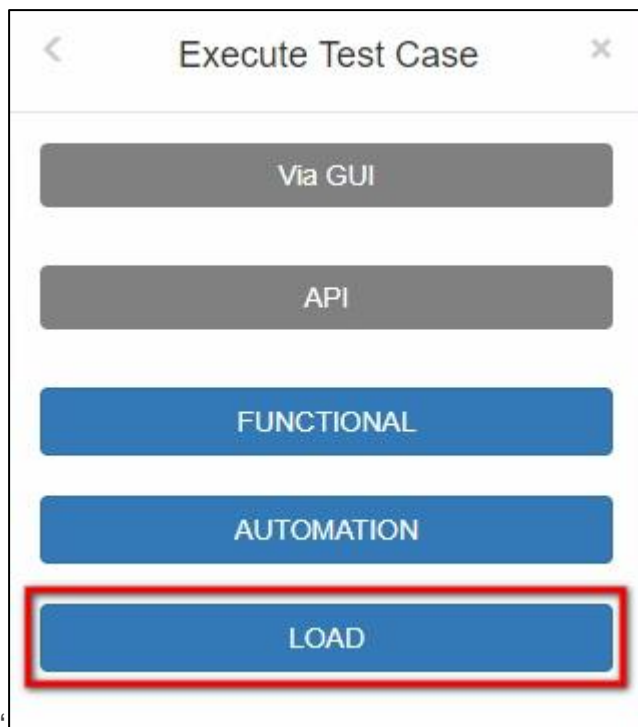 Execute Test Case
Via GUI
API
FUNCTIONAL
AUTOMATION
LOAD